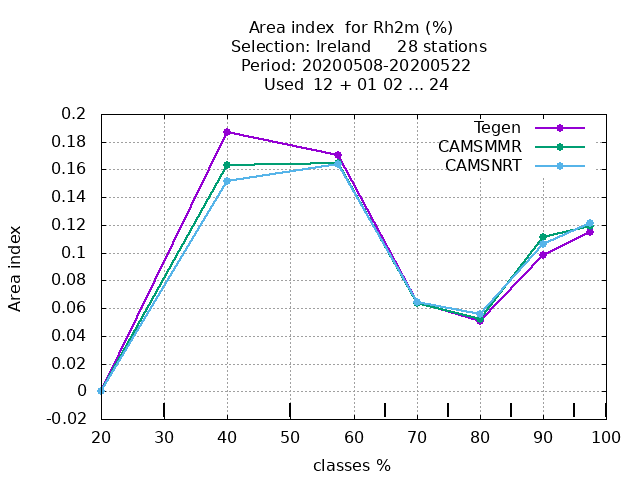 Area index  for Rh2m (%)
Selection: Ireland     28 stations
Period: 20200508-20200522
Used  12 + 01 02 ... 24
Tegen
CAMSMMR
CAMSNRT
0.2
0.18
0.16
0.14
0.12
0.1
0.08
0.06
0.04
0.02
0
-0.02
Area index
20 30 40 50 60 70 80 90 100
classes %